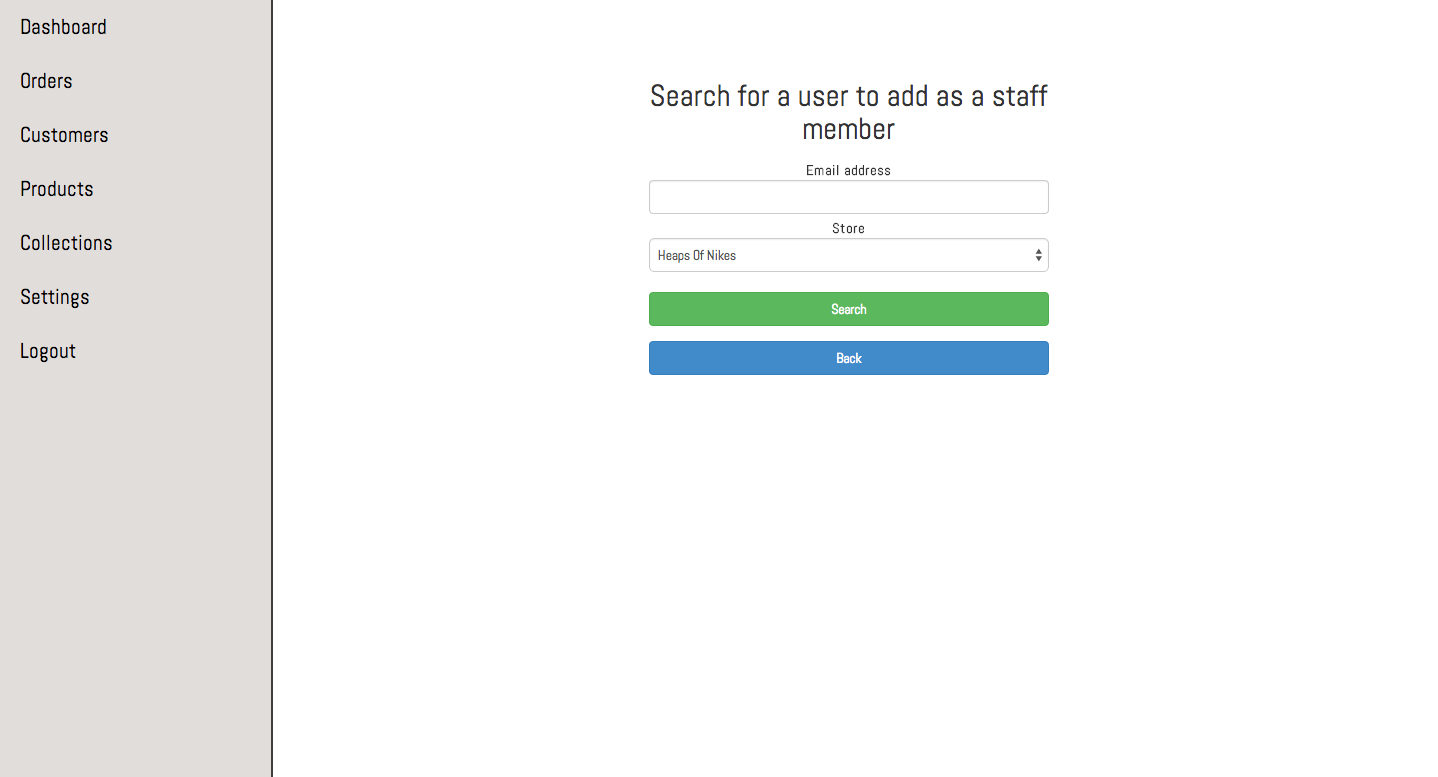 Dashboard
Orders
Customers
Products
Collections
Settings
Logout
Search for a user to add as a staff
member
Email address
Store
Heaps Of Nikes
Search
Back